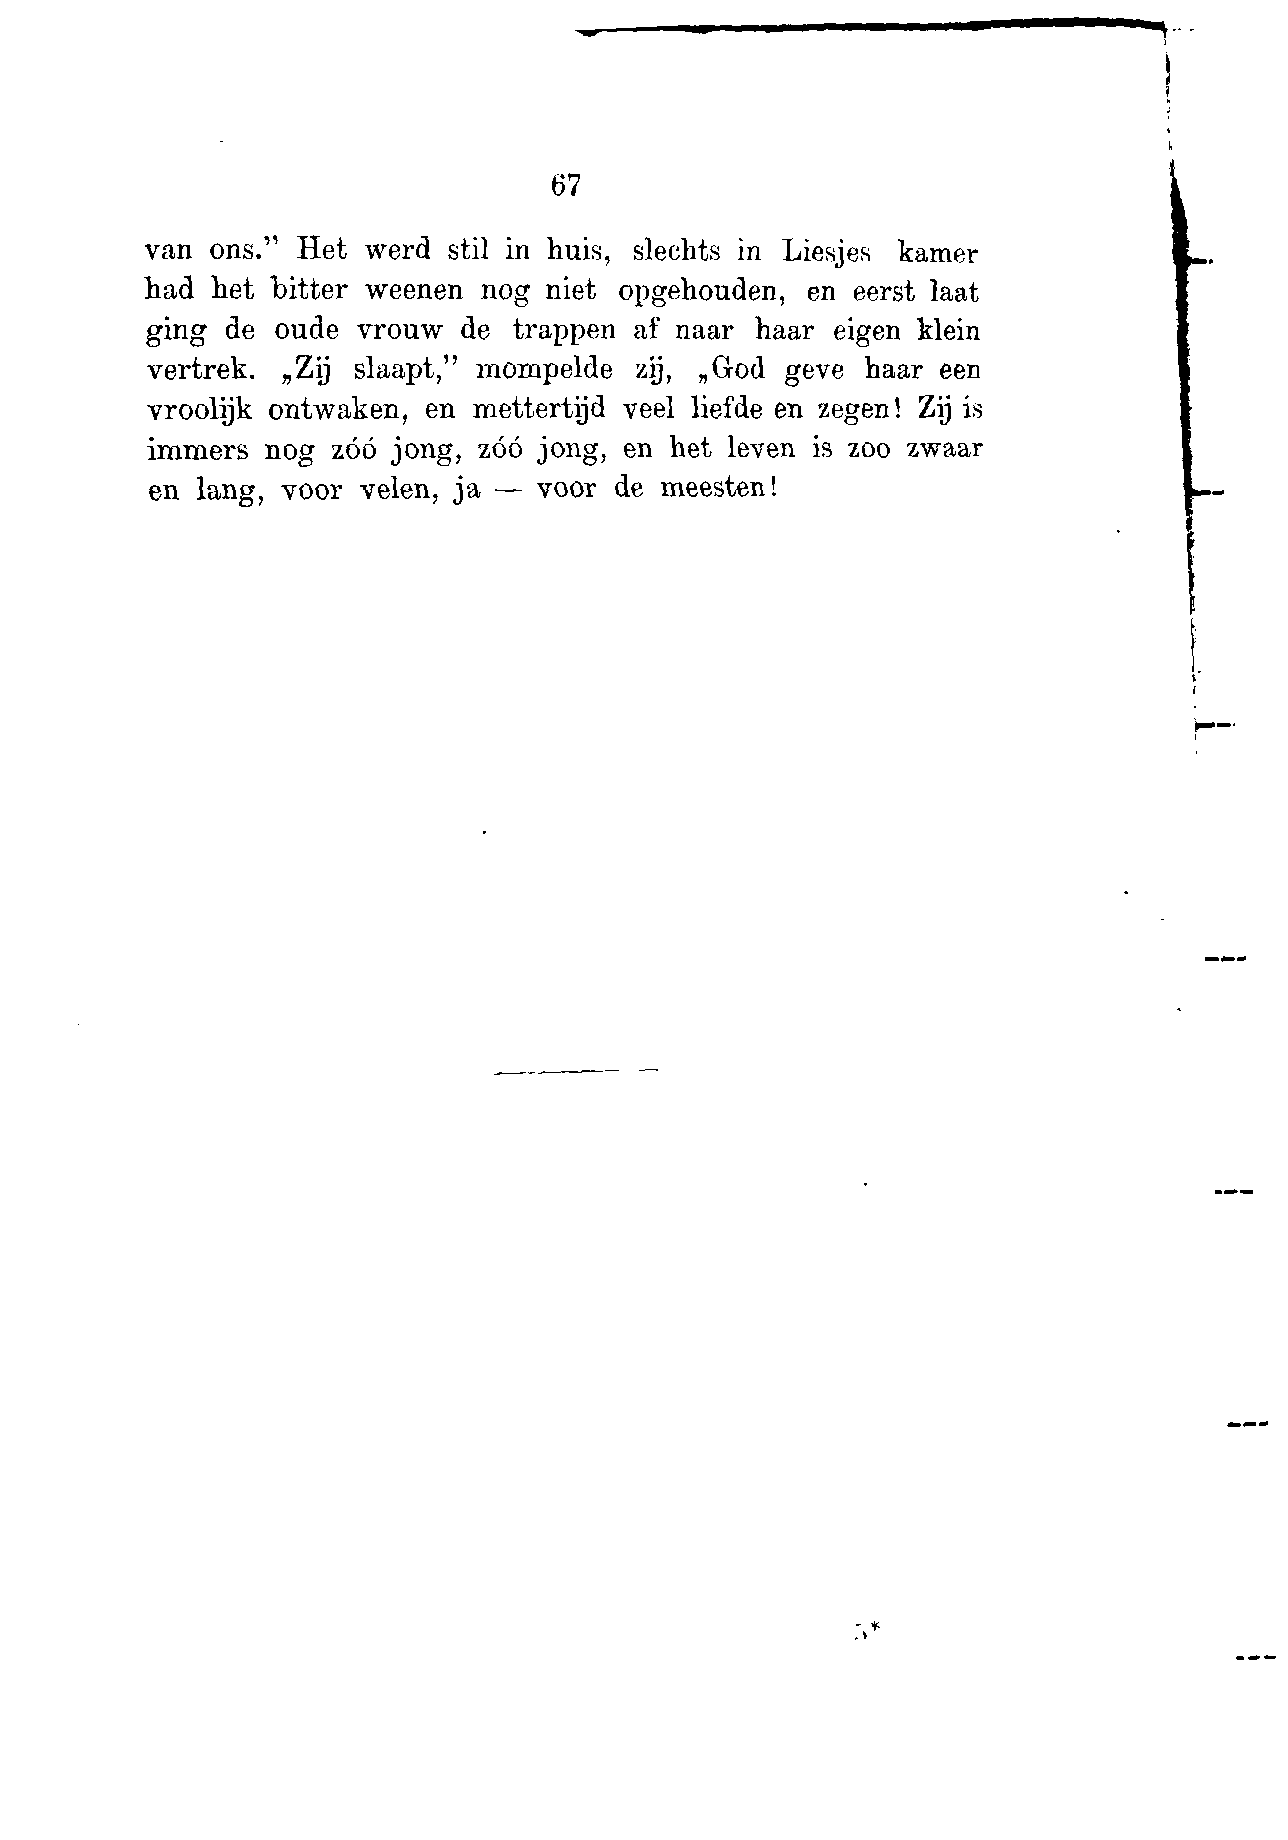 67
van ons.” Het werd stil in huis, slechts in Liesjes kamer
had het bitter weenen nog niet opgehouden, en eerst laat
ging de oude vrouw de trappen af naar haar eigen klein
vertrek. „Zij slaapt,” mompelde zij, „God geve haar een
vroolijk ontwaken, en mettertijd veel liefde en zegen! Zij is
immers nog zóó jong, zóó jong, en het leven is zoo zwaar
en lang, voor velen, ja — voor de meesten!
5*